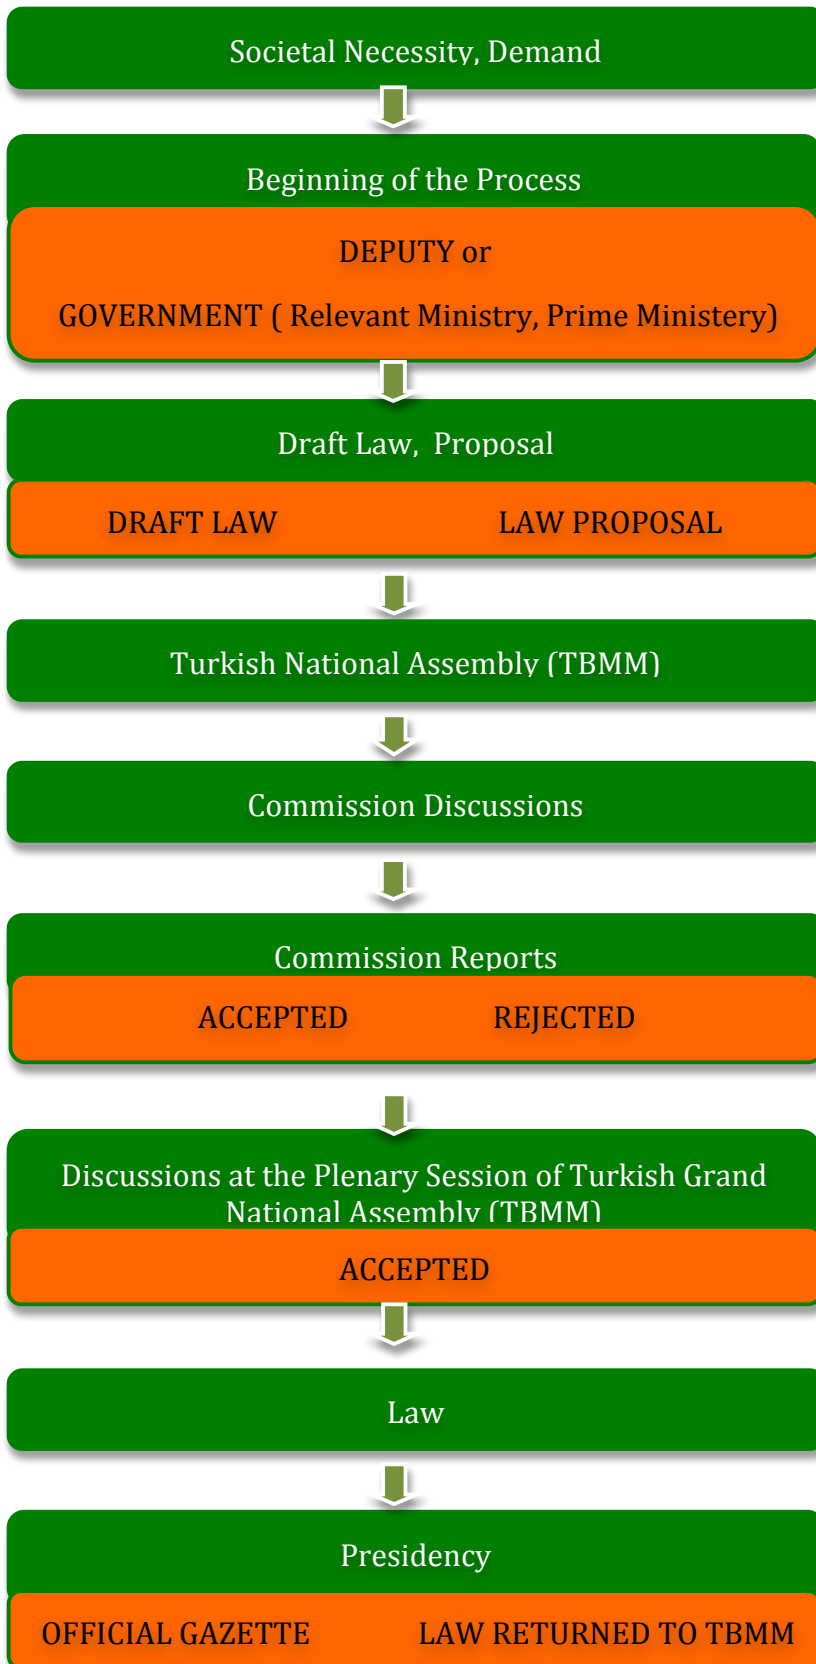 Societal Necessity, Demand
Beginning of the Process
DEPUTY or
GOVERNMENT ( Relevant Ministry, Prime Ministery)
Draft Law,  Proposal
DRAFT LAW LAW PROPOSAL
Turkish National Assembly (TBMM)
Commission Discussions
Commission Reports
ACCEPTED REJECTED
Discussions at the Plenary Session of Turkish Grand
National Assembly (TBMM)
ACCEPTED
Law
Presidency
OFFICIAL GAZETTE LAW RETURNED TO TBMM